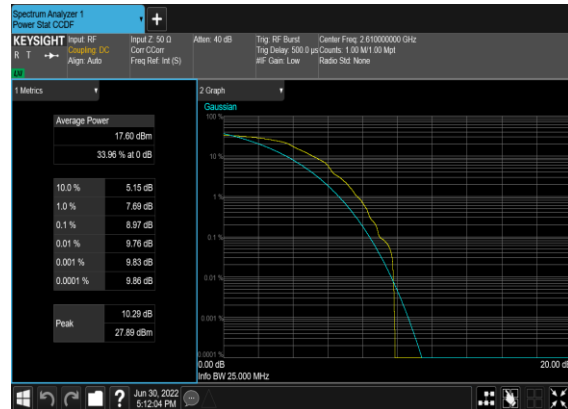 Spectrum Analyzer 1
Power Stat CCDF
+
KEYSIGHT
R T
LXI
Input: RF
Coupling: DC
Align: Auto
Input Z: 50 Ω
Corr CCorr
Freq Ref: Int (S)
Atten: 40 dB
Trig: RF Burst
Trig Delay: 500.0 µs
#IF Gain: Low
Center Freq: 2.610000000 GHz
Counts: 1.00 M/1.00 Mpt
Radio Std: None
1 Metrics
Average Power
17.60 dBm
33.96 % at 0 dB
10.0 % 5.15 dB
1.0 % 7.69 dB
0.1 % 8.97 dB
0.01 % 9.76 dB
0.001 % 9.83 dB
0.0001 % 9.86 dB
Peak
10.29 dB
27.89 dBm
2 Graph
Gaussian
100 %
10 %
1 %
0.1 %
0.01 %
0.001 %
0.0001 %
0.00 dB 20.00 dB
Info BW 25.000 MHz
? Jun 30, 2022
5:12:04 PM